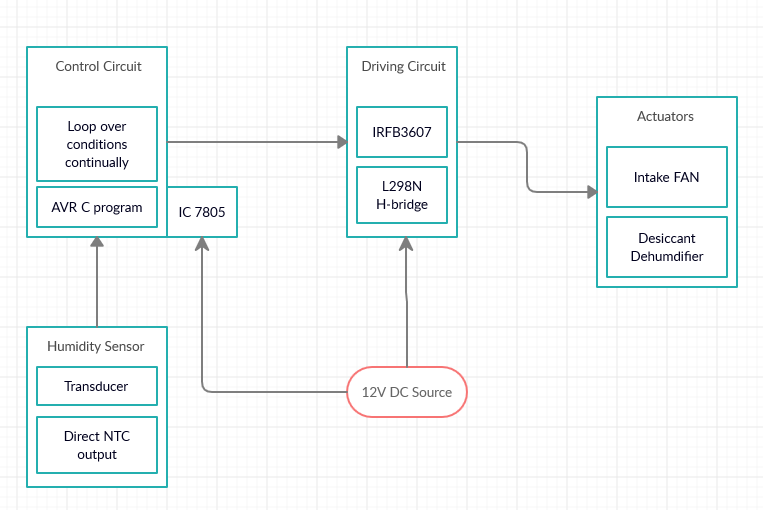 Control Circuit
Loop over
conditions
continually
AVR C program
IC 7805
Driving Circuit
IRFB3607
L298N
H-bridge
Actuators
Intake FAN
Desiccant
Dehumdifier
Humidity Sensor
Transducer
Direct NTC
output
12V DC Source